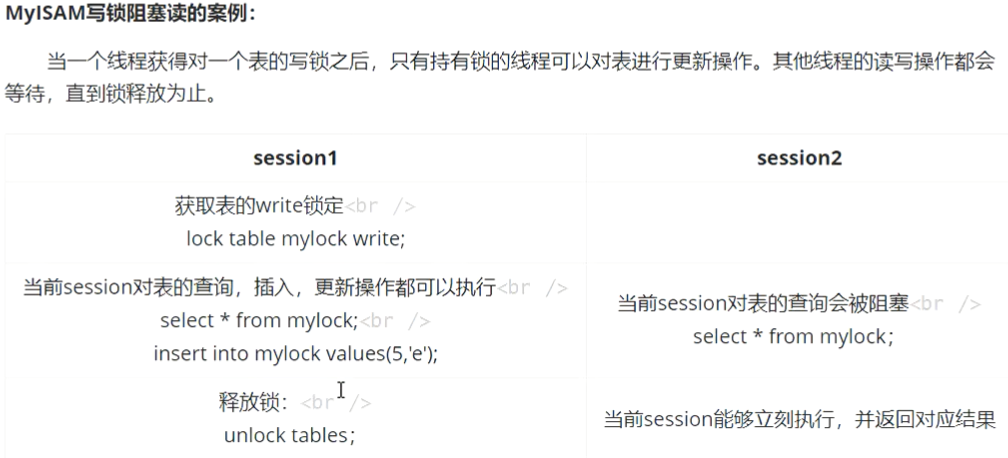 MyISAM写锁阻塞读的案例：
当一个线程获得对一个表的写锁之后，只有持有锁的线程可以对表进行更新操作。其他线程的读写操作都会
等待，直到锁释放为止。
session1
session2
获取表的write锁定<br />
lock table mylock write;
当前session对表的查询，插入，更新操作都可以执行<br />
select * from mylock;<br />
insert into mylock values(5,'e');
当前session对表的查询会被阻塞<br />
select * from mylock；
释放锁：<br />
unlock tables；
当前session能够立刻执行，并返回对应结果